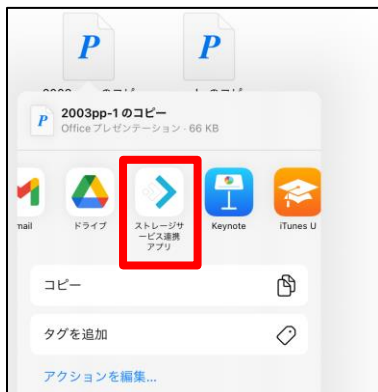 P
P
P
2003pp-1 のコピー
Office プレゼンテーション · 66 KB
mail
ドライブ
ストレージサ
ービス連携
アプリ
Keynote
iTunes U
コピー
タグを追加
アクションを編集...